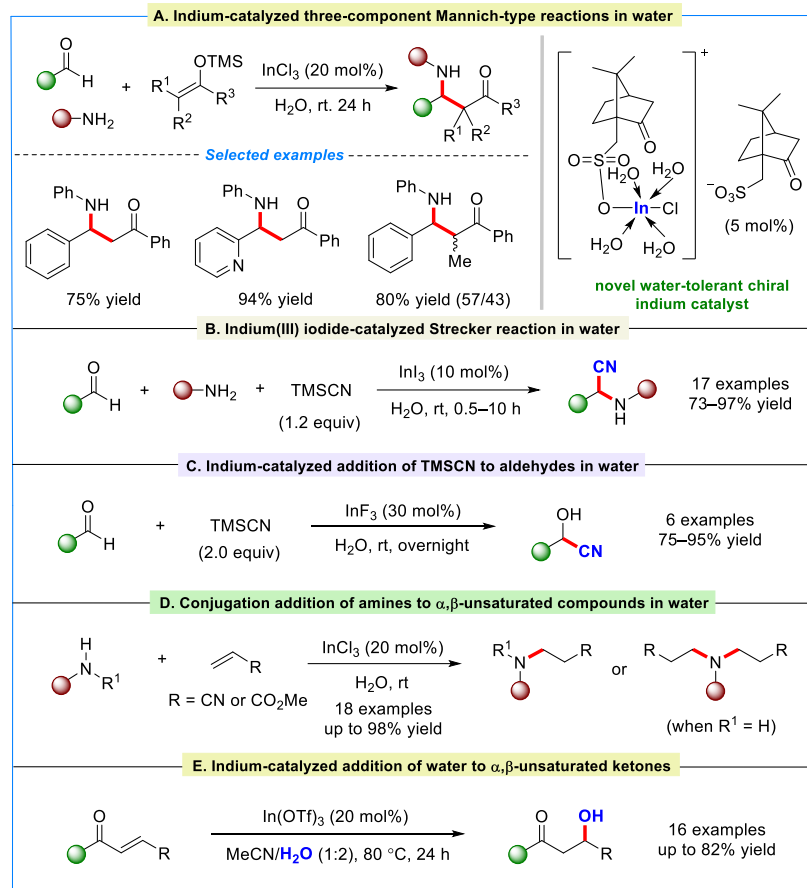 A. Indium-catalyzed three-component Mannich-type reactions in water
O
H
+
NH₂
OTMS
R¹
R³
R²
InCl₃ (20 mol%)
H₂O, rt. 24 h
NH
O
R³
R¹ R²
Selected examples
Ph
NH
O
Ph
75% yield
Ph
NH
O
N
Ph
94% yield
Ph
NH
O
Ph
Me
80% yield (57/43)
+
O
O=S=O
H₂O H₂O
O–In–Cl
H₂O H₂O
⁻O₃S
O
(5 mol%)
novel water-tolerant chiral
indium catalyst
B. Indium(III) iodide-catalyzed Strecker reaction in water
O
H
+
NH₂
+
TMSCN
(1.2 equiv)
InI₃ (10 mol%)
H₂O, rt, 0.5–10 h
CN
N
H
17 examples
73–97% yield
C. Indium-catalyzed addition of TMSCN to aldehydes in water
O
H
+
TMSCN
(2.0 equiv)
InF₃ (30 mol%)
H₂O, rt, overnight
OH
CN
6 examples
75–95% yield
D. Conjugation addition of amines to α,β-unsaturated compounds in water
H
N
R¹
+
R
R = CN or CO₂Me
InCl₃ (20 mol%)
H₂O, rt
18 examples
up to 98% yield
R¹
N
R
or
R
N
R
(when R¹ = H)
E. Indium-catalyzed addition of water to α,β-unsaturated ketones
O
R
In(OTf)₃ (20 mol%)
MeCN/H₂O (1:2), 80 °C, 24 h
O
OH
R
16 examples
up to 82% yield